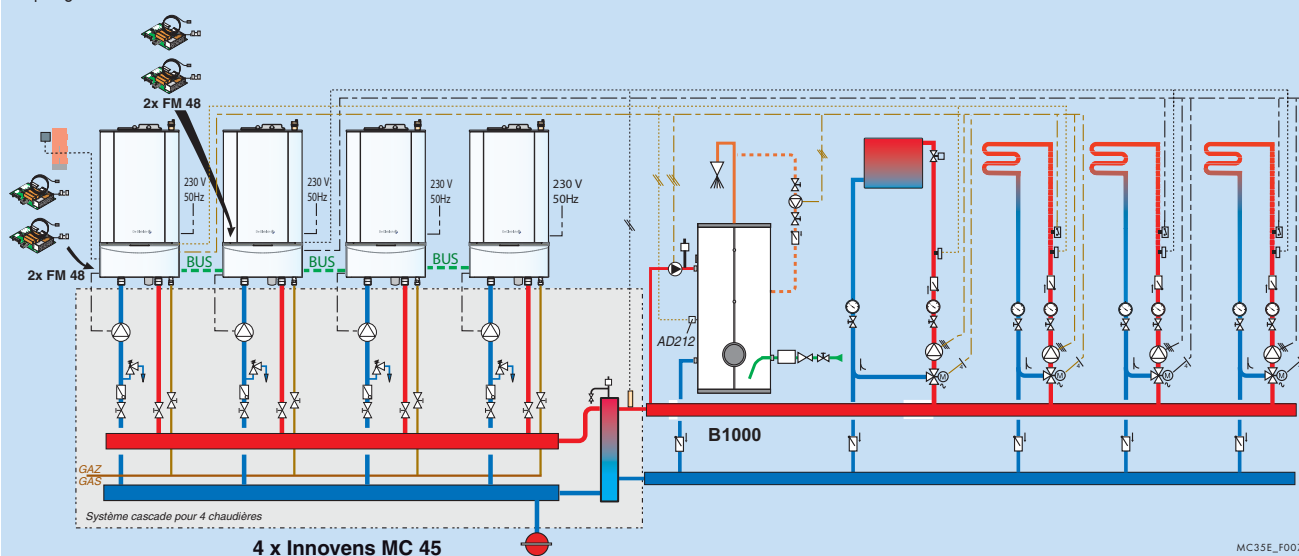 2x FM 48
230 V
50Hz
230 V
50Hz
230 V
50Hz
230 V
50Hz
2x FM 48
BUS
BUS
BUS
AD212
M
M
M
M
B1000
GAZ
GAS
Système cascade pour 4 chaudières
4 x Innovens MC 45